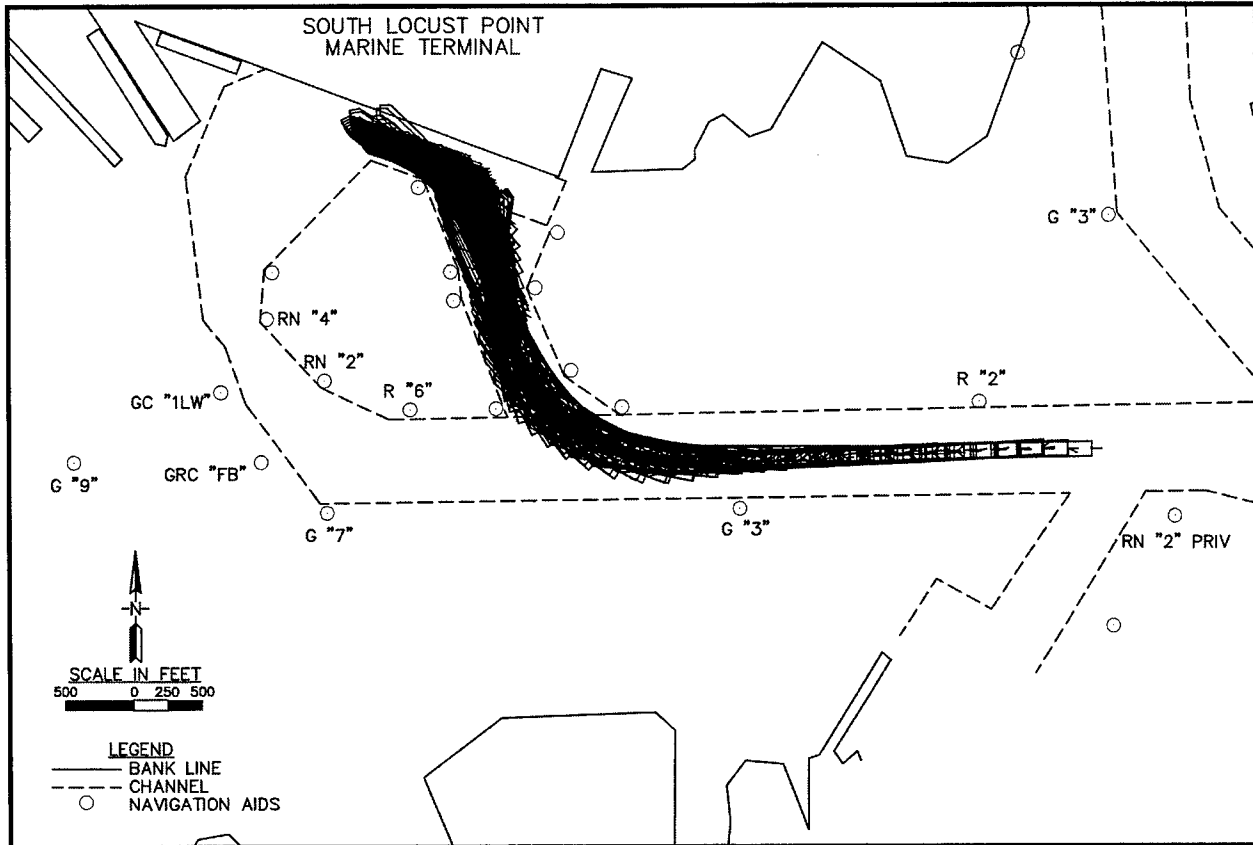 SOUTH LOCUST POINT
MARINE TERMINAL
G "3"
RN "4"
RN "2"
R "6"
R "2"
GC "1LW"
GRC "FB"
G "9"
G "7"
G "3"
RN "2" PRIV
N
SCALE IN FEET
500 0 250 500
LEGEND
BANK LINE
CHANNEL
NAVIGATION AIDS